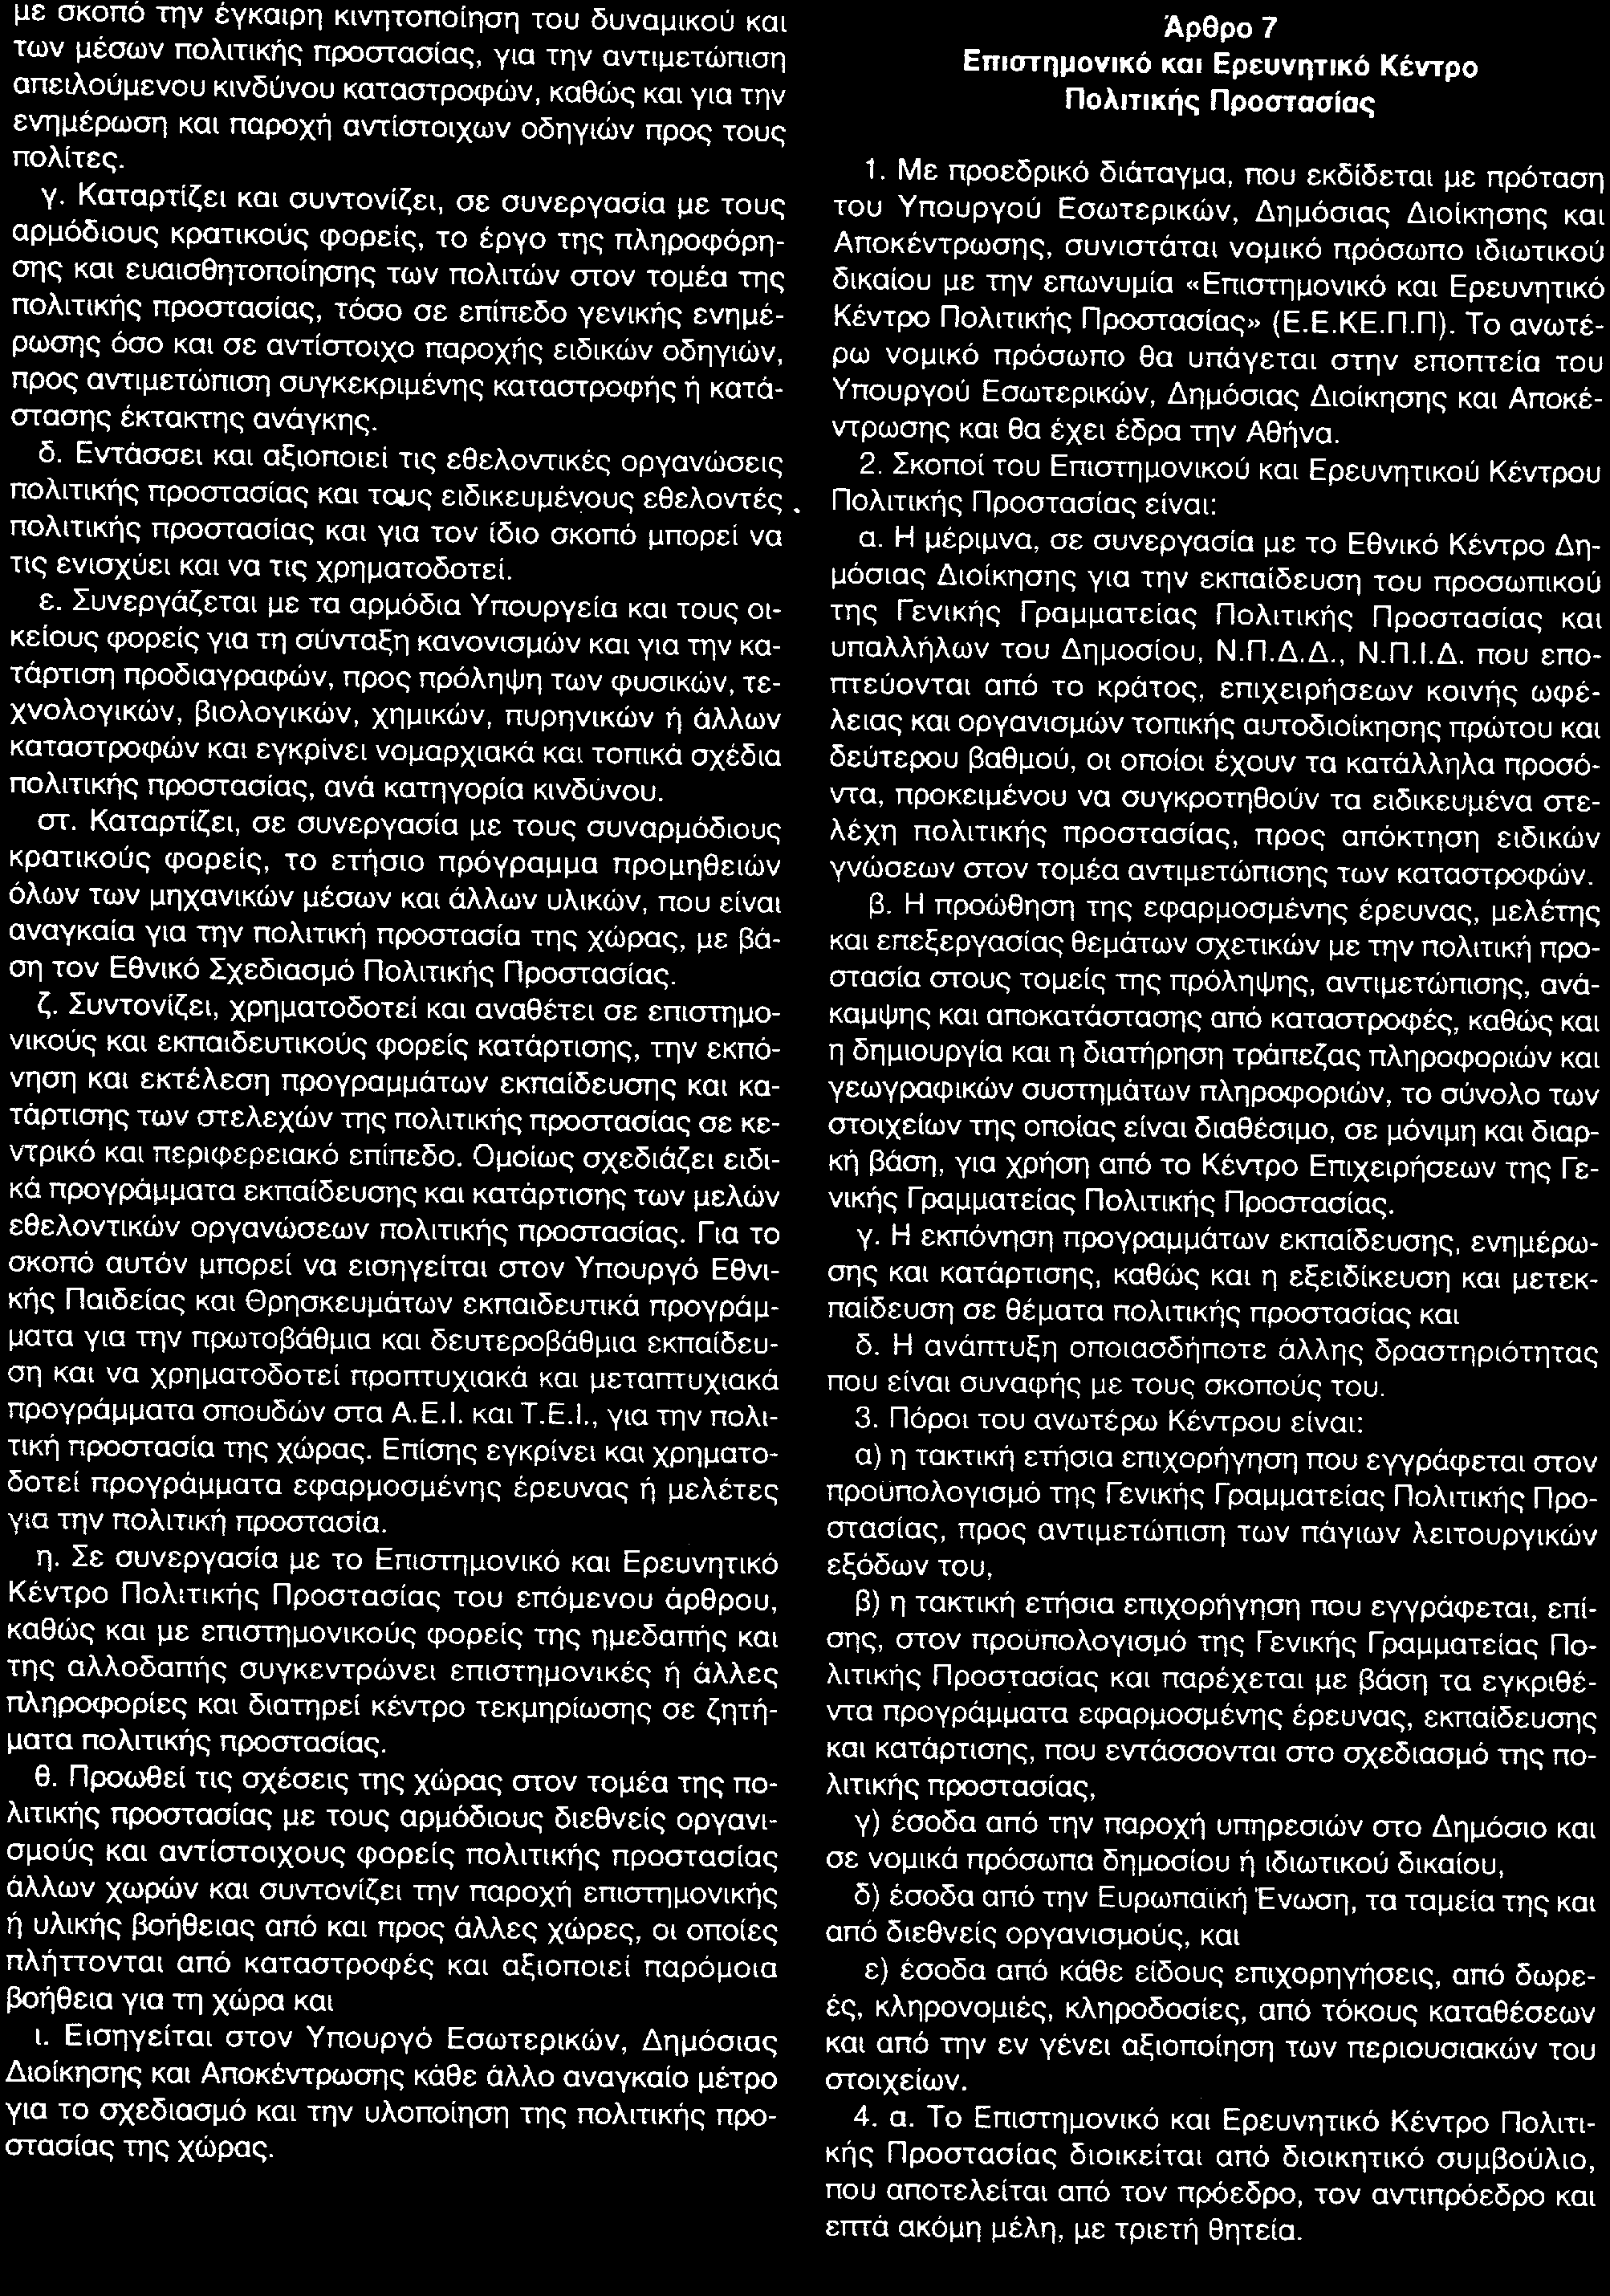 με σκοπό την έγκαιρη κινητοποίηση του δυναμικού και
των μέσων πολιτικής προστασίας, για την αντιμετώπιση
απειλούμενου κινδύνου καταστροφών, καθώς και για την
ενημέρωση και παροχή αντίστοιχων οδηγιών προς τους
πολίτες.
γ. Καταρτίζει και συντονίζει, σε συνεργασία με τους
αρμόδιους κρατικούς φορείς, το έργο της πληροφόρη-
σης και ευαισθητοποίησης των πολιτών στον τομέα της
πολιτικής προστασίας, τόσο σε επίπεδο γενικής ενημέ-
ρωσης όσο και σε αντίστοιχο παροχής ειδικών οδηγιών,
προς αντιμετώπιση συγκεκριμένης καταστροφής ή κατά-
στασης έκτακτης ανάγκης.
δ. Εντάσσει και αξιοποιεί τις εθελοντικές οργανώσεις
πολιτικής προστασίας και τους ειδικευμένους εθελοντές
πολιτικής προστασίας και για τον ίδιο σκοπό μπορεί να
τις ενισχύει και να τις χρηματοδοτεί.
ε. Συνεργάζεται με τα αρμόδια Υπουργεία και τους οι-
κείους φορείς για τη σύνταξη κανονισμών και για την κα-
τάρτιση προδιαγραφών, προς πρόληψη των φυσικών, τε-
χνολογικών, βιολογικών, χημικών, πυρηνικών ή άλλων
καταστροφών και εγκρίνει νομαρχιακά και τοπικά σχέδια
πολιτικής προστασίας, ανά κατηγορία κινδύνου.
στ. Καταρτίζει, σε συνεργασία με τους συναρμόδιους
κρατικούς φορείς, το ετήσιο πρόγραμμα προμηθειών
όλων των μηχανικών μέσων και άλλων υλικών, που είναι
αναγκαία για την πολιτική προστασία της χώρας, με βά-
ση τον Εθνικό Σχεδιασμό Πολιτικής Προστασίας.
ζ. Συντονίζει, χρηματοδοτεί και αναθέτει σε επιστημο-
νικούς και εκπαιδευτικούς φορείς κατάρτισης, την εκπό-
νηση και εκτέλεση προγραμμάτων εκπαίδευσης και κα-
τάρτισης των στελεχών της πολιτικής προστασίας σε κε-
ντρικό και περιφερειακό επίπεδο. Ομοίως σχεδιάζει ειδι-
κά προγράμματα εκπαίδευσης και κατάρτισης των μελών
εθελοντικών οργανώσεων πολιτικής προστασίας. Για το
σκοπό αυτόν μπορεί να εισηγείται στον Υπουργό Εθνι-
κής Παιδείας και Θρησκευμάτων εκπαιδευτικά προγράμ-
ματα για την πρωτοβάθμια και δευτεροβάθμια εκπαίδευ-
ση και να χρηματοδοτεί προπτυχιακά και μεταπτυχιακά
προγράμματα σπουδών στα Α.Ε.Ι. και Τ.Ε.Ι., για την πολι-
τική προστασία της χώρας. Επίσης εγκρίνει και χρηματο-
δοτεί προγράμματα εφαρμοσμένης έρευνας ή μελέτες
για την πολιτική προστασία.
η. Σε συνεργασία με το Επιστημονικό και Ερευνητικό
Κέντρο Πολιτικής Προστασίας του επόμενου άρθρου,
καθώς και με επιστημονικούς φορείς της ημεδαπής και
της αλλοδαπής συγκεντρώνει επιστημονικές ή άλλες
πληροφορίες και διατηρεί κέντρο τεκμηρίωσης σε ζητή-
ματα πολιτικής προστασίας.
θ. Προωθεί τις σχέσεις της χώρας στον τομέα της πο-
λιτικής προστασίας με τους αρμόδιους διεθνείς οργανι-
σμούς και αντίστοιχους φορείς πολιτικής προστασίας
άλλων χωρών και συντονίζει την παροχή επιστημονικής
ή υλικής βοήθειας από και προς άλλες χώρες, οι οποίες
πλήττονται από καταστροφές και αξιοποιεί παρόμοια
βοήθεια για τη χώρα και
ι. Εισηγείται στον Υπουργό Εσωτερικών, Δημόσιας
Διοίκησης και Αποκέντρωσης κάθε άλλο αναγκαίο μέτρο
για το σχεδιασμό και την υλοποίηση της πολιτικής προ-
στασίας της χώρας.
Άρθρο 7
Επιστημονικό και Ερευνητικό Κέντρο
Πολιτικής Προστασίας
1. Με προεδρικό διάταγμα, που εκδίδεται με πρόταση
του Υπουργού Εσωτερικών, Δημόσιας Διοίκησης και
Αποκέντρωσης, συνιστάται νομικό πρόσωπο ιδιωτικού
δικαίου με την επωνυμία «Επιστημονικό και Ερευνητικό
Κέντρο Πολιτικής Προστασίας» (Ε.Ε.ΚΕ.Π.Π). Το ανωτέ-
ρω νομικό πρόσωπο θα υπάγεται στην εποπτεία του
Υπουργού Εσωτερικών, Δημόσιας Διοίκησης και Αποκέ-
ντρωσης και θα έχει έδρα την Αθήνα.
2. Σκοποί του Επιστημονικού και Ερευνητικού Κέντρου
Πολιτικής Προστασίας είναι:
α. Η μέριμνα, σε συνεργασία με το Εθνικό Κέντρο Δη-
μόσιας Διοίκησης για την εκπαίδευση του προσωπικού
της Γενικής Γραμματείας Πολιτικής Προστασίας και
υπαλλήλων του Δημοσίου, Ν.Π.Δ.Δ., Ν.Π.Ι.Δ. που επο-
πτεύονται από το κράτος, επιχειρήσεων κοινής ωφέ-
λειας και οργανισμών τοπικής αυτοδιοίκησης πρώτου και
δεύτερου βαθμού, οι οποίοι έχουν τα κατάλληλα προσό-
ντα, προκειμένου να συγκροτηθούν τα ειδικευμένα στε-
λέχη πολιτικής προστασίας, προς απόκτηση ειδικών
γνώσεων στον τομέα αντιμετώπισης των καταστροφών.
β. Η προώθηση της εφαρμοσμένης έρευνας, μελέτης
και επεξεργασίας θεμάτων σχετικών με την πολιτική προ-
στασία στους τομείς της πρόληψης, αντιμετώπισης, ανά-
καμψης και αποκατάστασης από καταστροφές, καθώς και
η δημιουργία και η διατήρηση τράπεζας πληροφοριών και
γεωγραφικών συστημάτων πληροφοριών, το σύνολο των
στοιχείων της οποίας είναι διαθέσιμο, σε μόνιμη και διαρ-
κή βάση, για χρήση από το Κέντρο Επιχειρήσεων της Γε-
νικής Γραμματείας Πολιτικής Προστασίας.
γ. Η εκπόνηση προγραμμάτων εκπαίδευσης, ενημέρω-
σης και κατάρτισης, καθώς και η εξειδίκευση και μετεκ-
παίδευση σε θέματα πολιτικής προστασίας και
δ. Η ανάπτυξη οποιασδήποτε άλλης δραστηριότητας
που είναι συναφής με τους σκοπούς του.
3. Πόροι του ανωτέρω Κέντρου είναι:
α) η τακτική ετήσια επιχορήγηση που εγγράφεται στον
προϋπολογισμό της Γενικής Γραμματείας Πολιτικής Προ-
στασίας, προς αντιμετώπιση των πάγιων λειτουργικών
εξόδων του,
β) η τακτική ετήσια επιχορήγηση που εγγράφεται, επί-
σης, στον προϋπολογισμό της Γενικής Γραμματείας Πο-
λιτικής Προστασίας και παρέχεται με βάση τα εγκριθέ-
ντα προγράμματα εφαρμοσμένης έρευνας, εκπαίδευσης
και κατάρτισης, που εντάσσονται στο σχεδιασμό της πο-
λιτικής προστασίας,
γ) έσοδα από την παροχή υπηρεσιών στο Δημόσιο και
σε νομικά πρόσωπα δημοσίου ή ιδιωτικού δικαίου,
δ) έσοδα από την Ευρωπαϊκή Ένωση, τα ταμεία της και
από διεθνείς οργανισμούς, και
ε) έσοδα από κάθε είδους επιχορηγήσεις, από δωρε-
ές, κληρονομιές, κληροδοσίες, από τόκους καταθέσεων
και από την εν γένει αξιοποίηση των περιουσιακών του
στοιχείων.
4. α. Το Επιστημονικό και Ερευνητικό Κέντρο Πολιτι-
κής Προστασίας διοικείται από διοικητικό συμβούλιο,
που αποτελείται από τον πρόεδρο, τον αντιπρόεδρο και
επτά ακόμη μέλη, με τριετή θητεία.